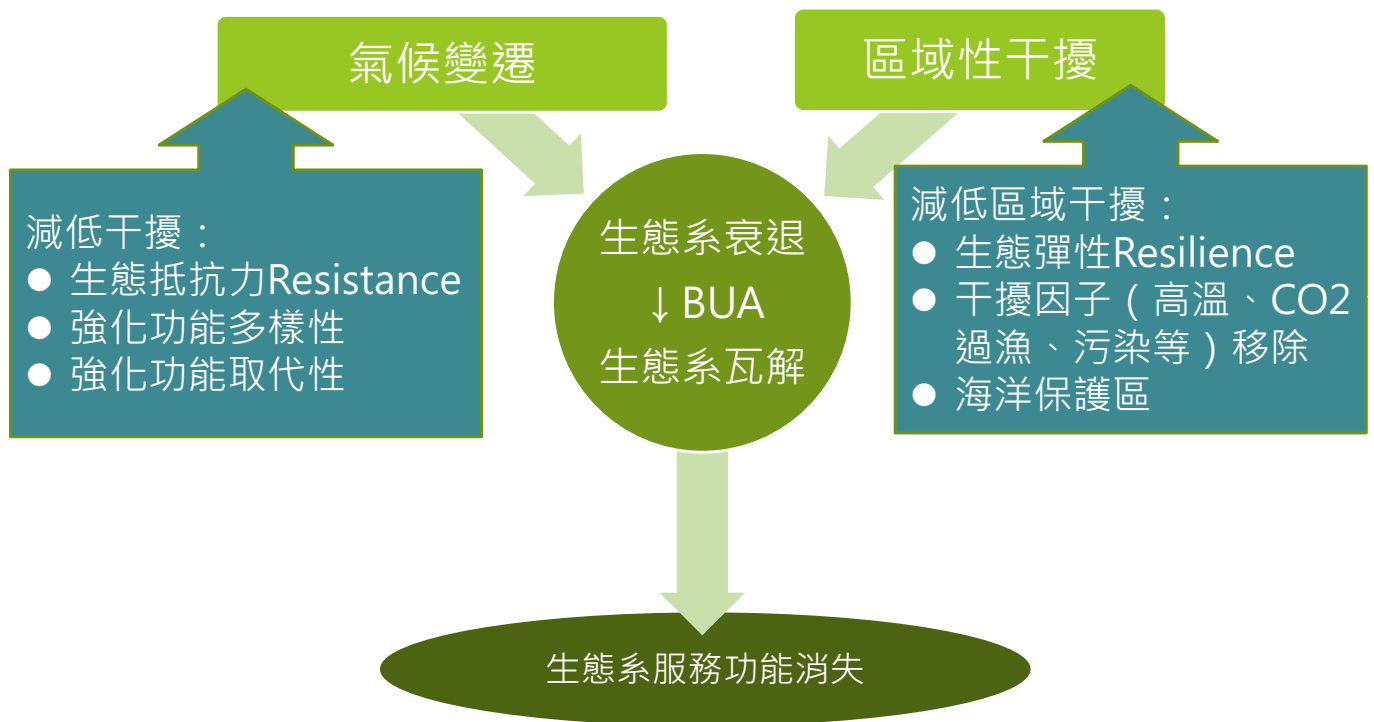 氣候變遷
區域性干擾
減低干擾：
● 生態抵抗力Resistance
● 強化功能多樣性
● 強化功能取代性
生態系衰退
↓ BUA
生態系瓦解
減低區域干擾：
● 生態彈性Resilience
● 干擾因子（高溫、CO2
過漁、污染等）移除
● 海洋保護區
生態系服務功能消失